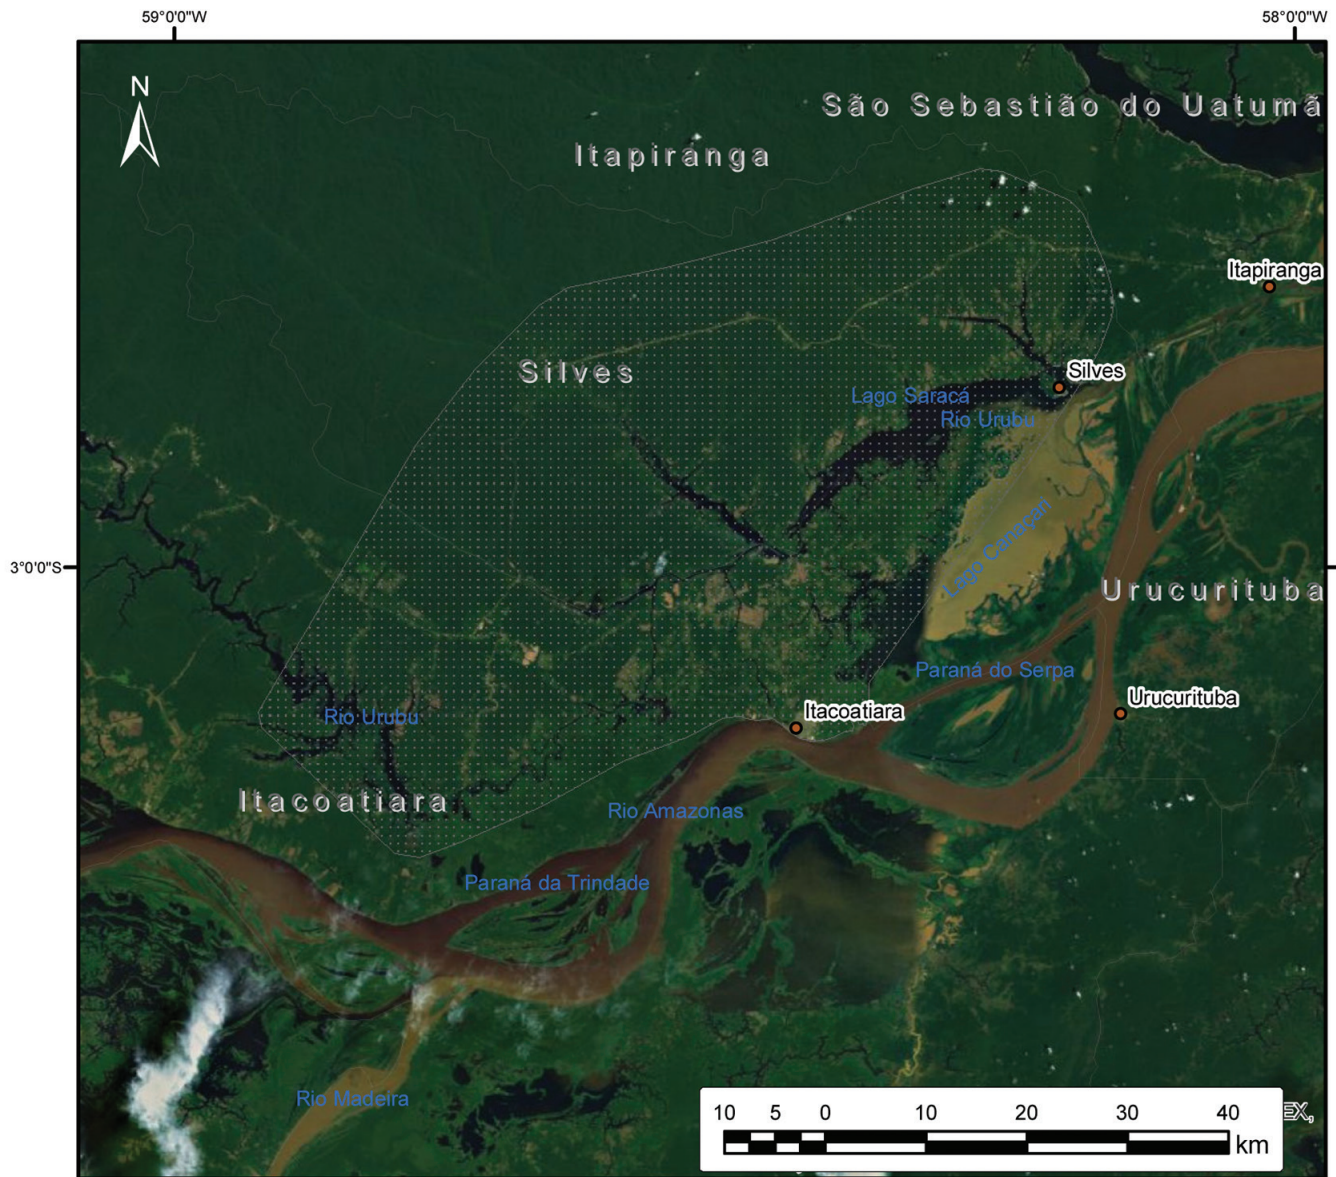 59°0'0"W
58°0'0"W
N
São Sebastião do Uatumã
Itapiranga
Itapiranga
Silves
Silves
Lago Saracá
Rio Urubu
Lago Canaçari
3°0'0"S
Urucurituba
Paraná do Serpa
Urucurituba
Itacoatiara
Rio Urubu
Itacoatiara
Rio Amazonas
Paraná da Trindade
Rio Madeira
10 5 0 10 20 30 40
km
EX,